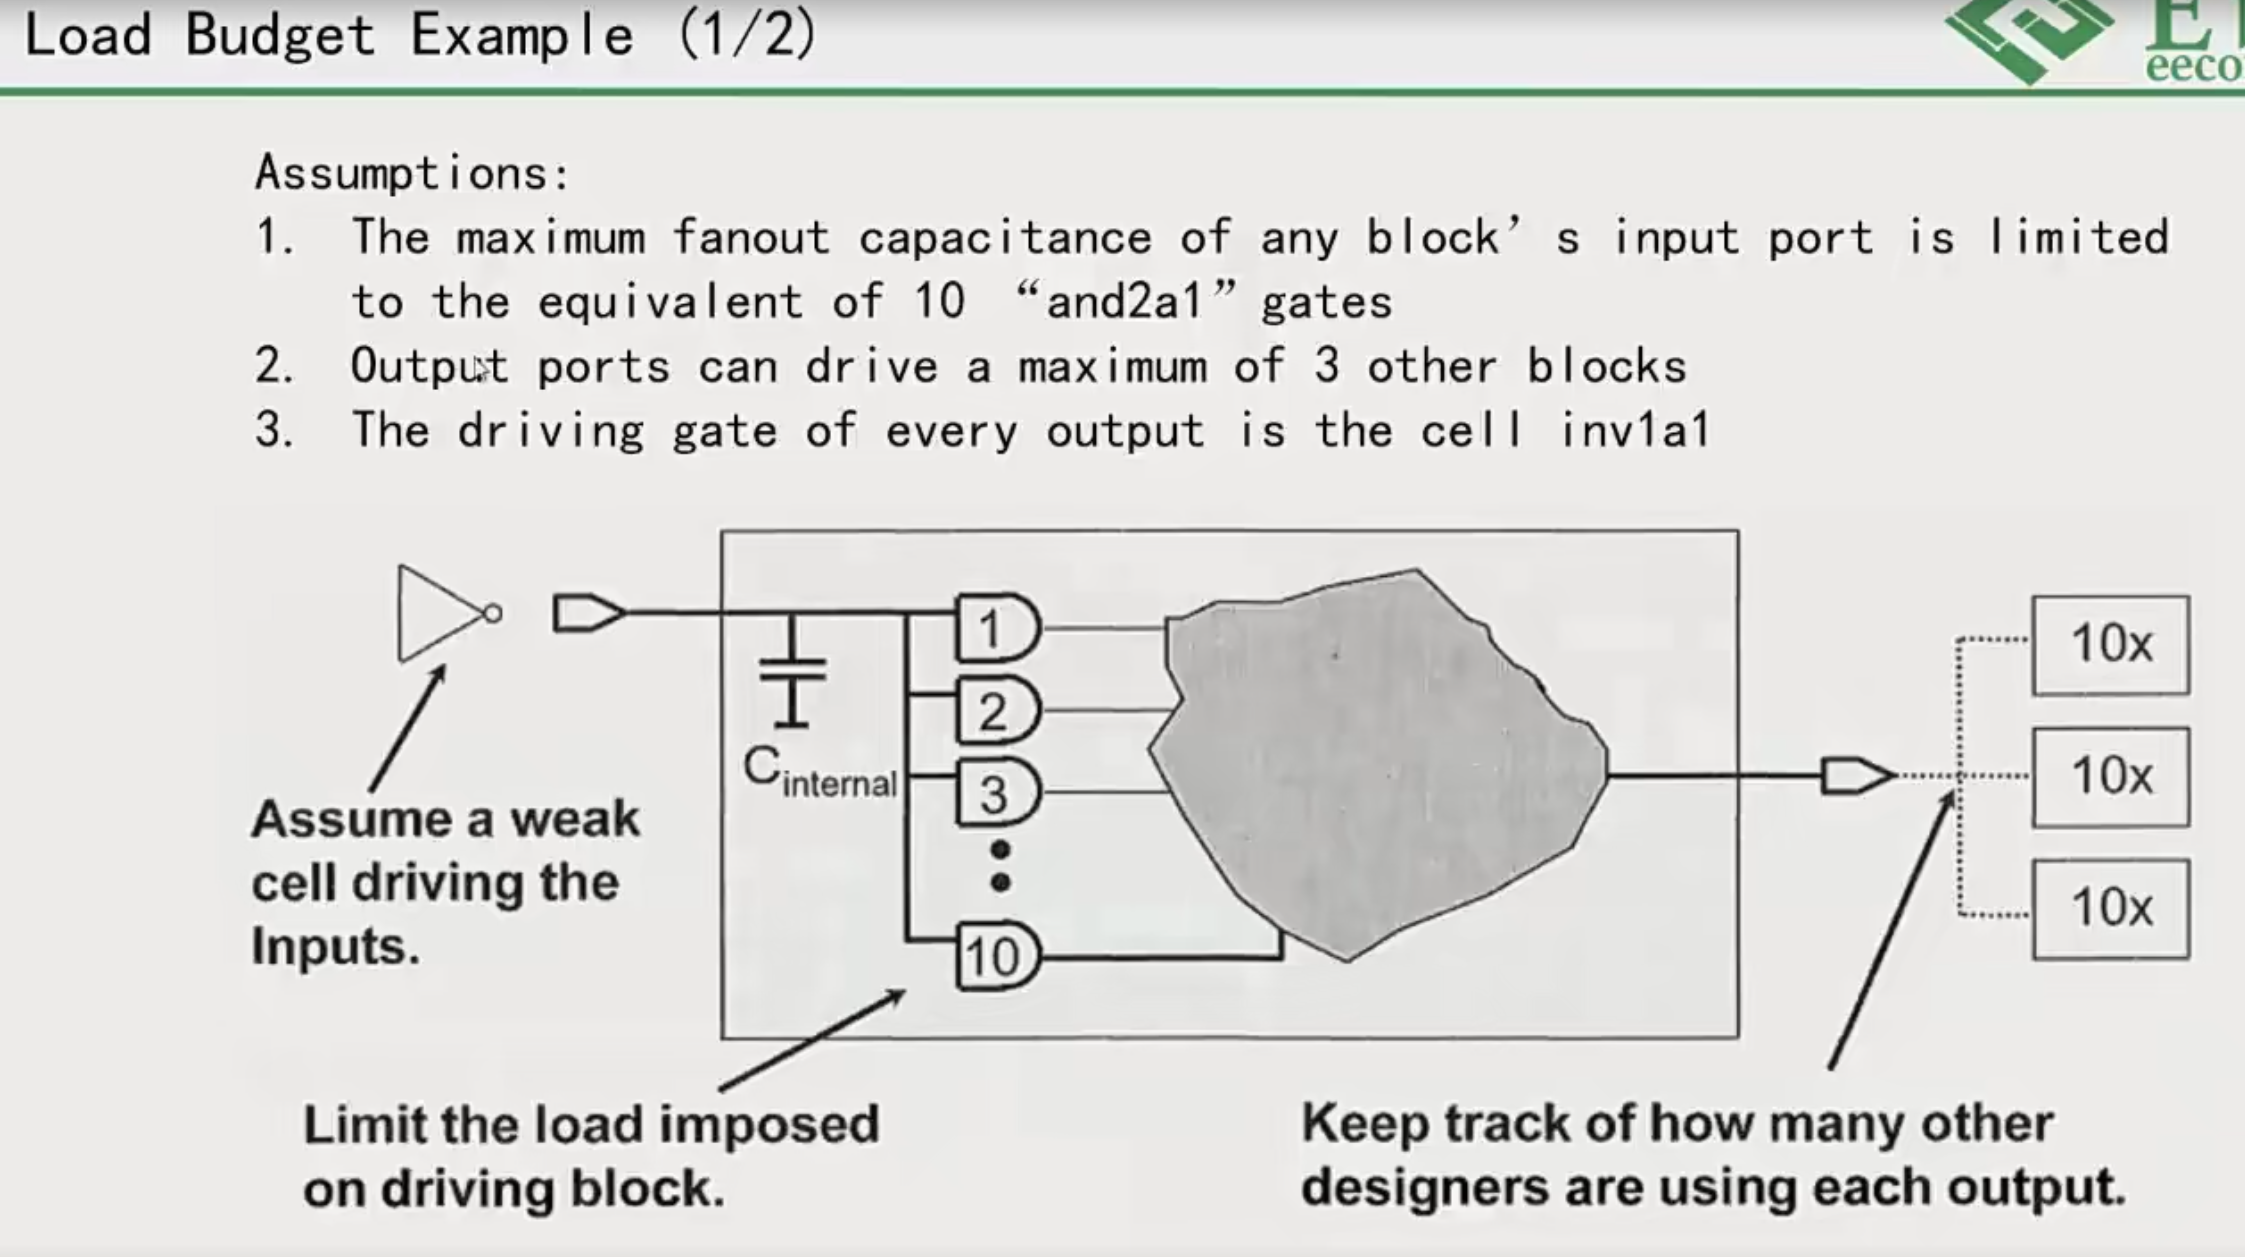 Load Budget Example (1/2)
eeco
Assumptions:
1. The maximum fanout capacitance of any block’ s input port is limited
to the equivalent of 10 “and2a1” gates
2. Output ports can drive a maximum of 3 other blocks
3. The driving gate of every output is the cell inv1a1
1
2
3
10
Cinternal
10x
10x
10x
Assume a weak
cell driving the
Inputs.
Limit the load imposed
on driving block.
Keep track of how many other
designers are using each output.